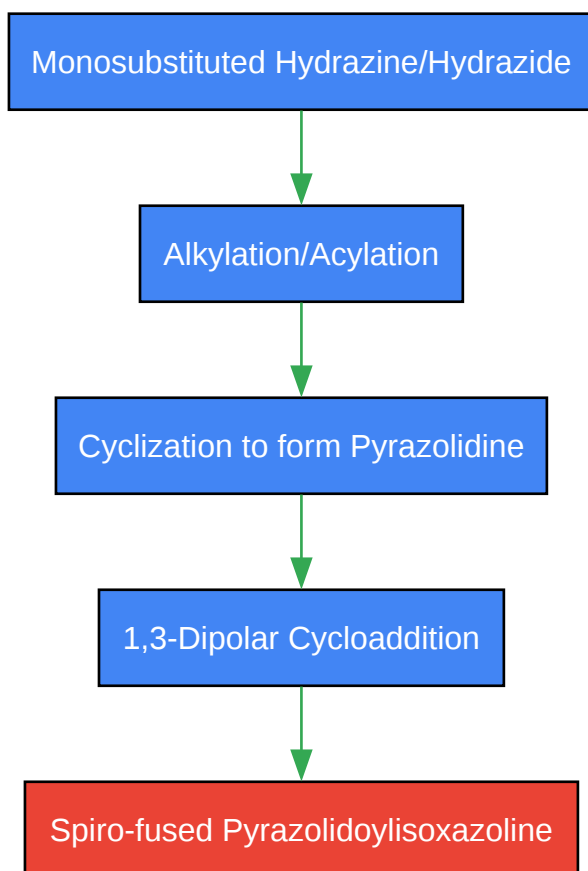 Monosubstituted Hydrazine/Hydrazide
Alkylation/Acylation
Cyclization to form Pyrazolidine
1,3-Dipolar Cycloaddition
Spiro-fused Pyrazolidoylisoxazoline